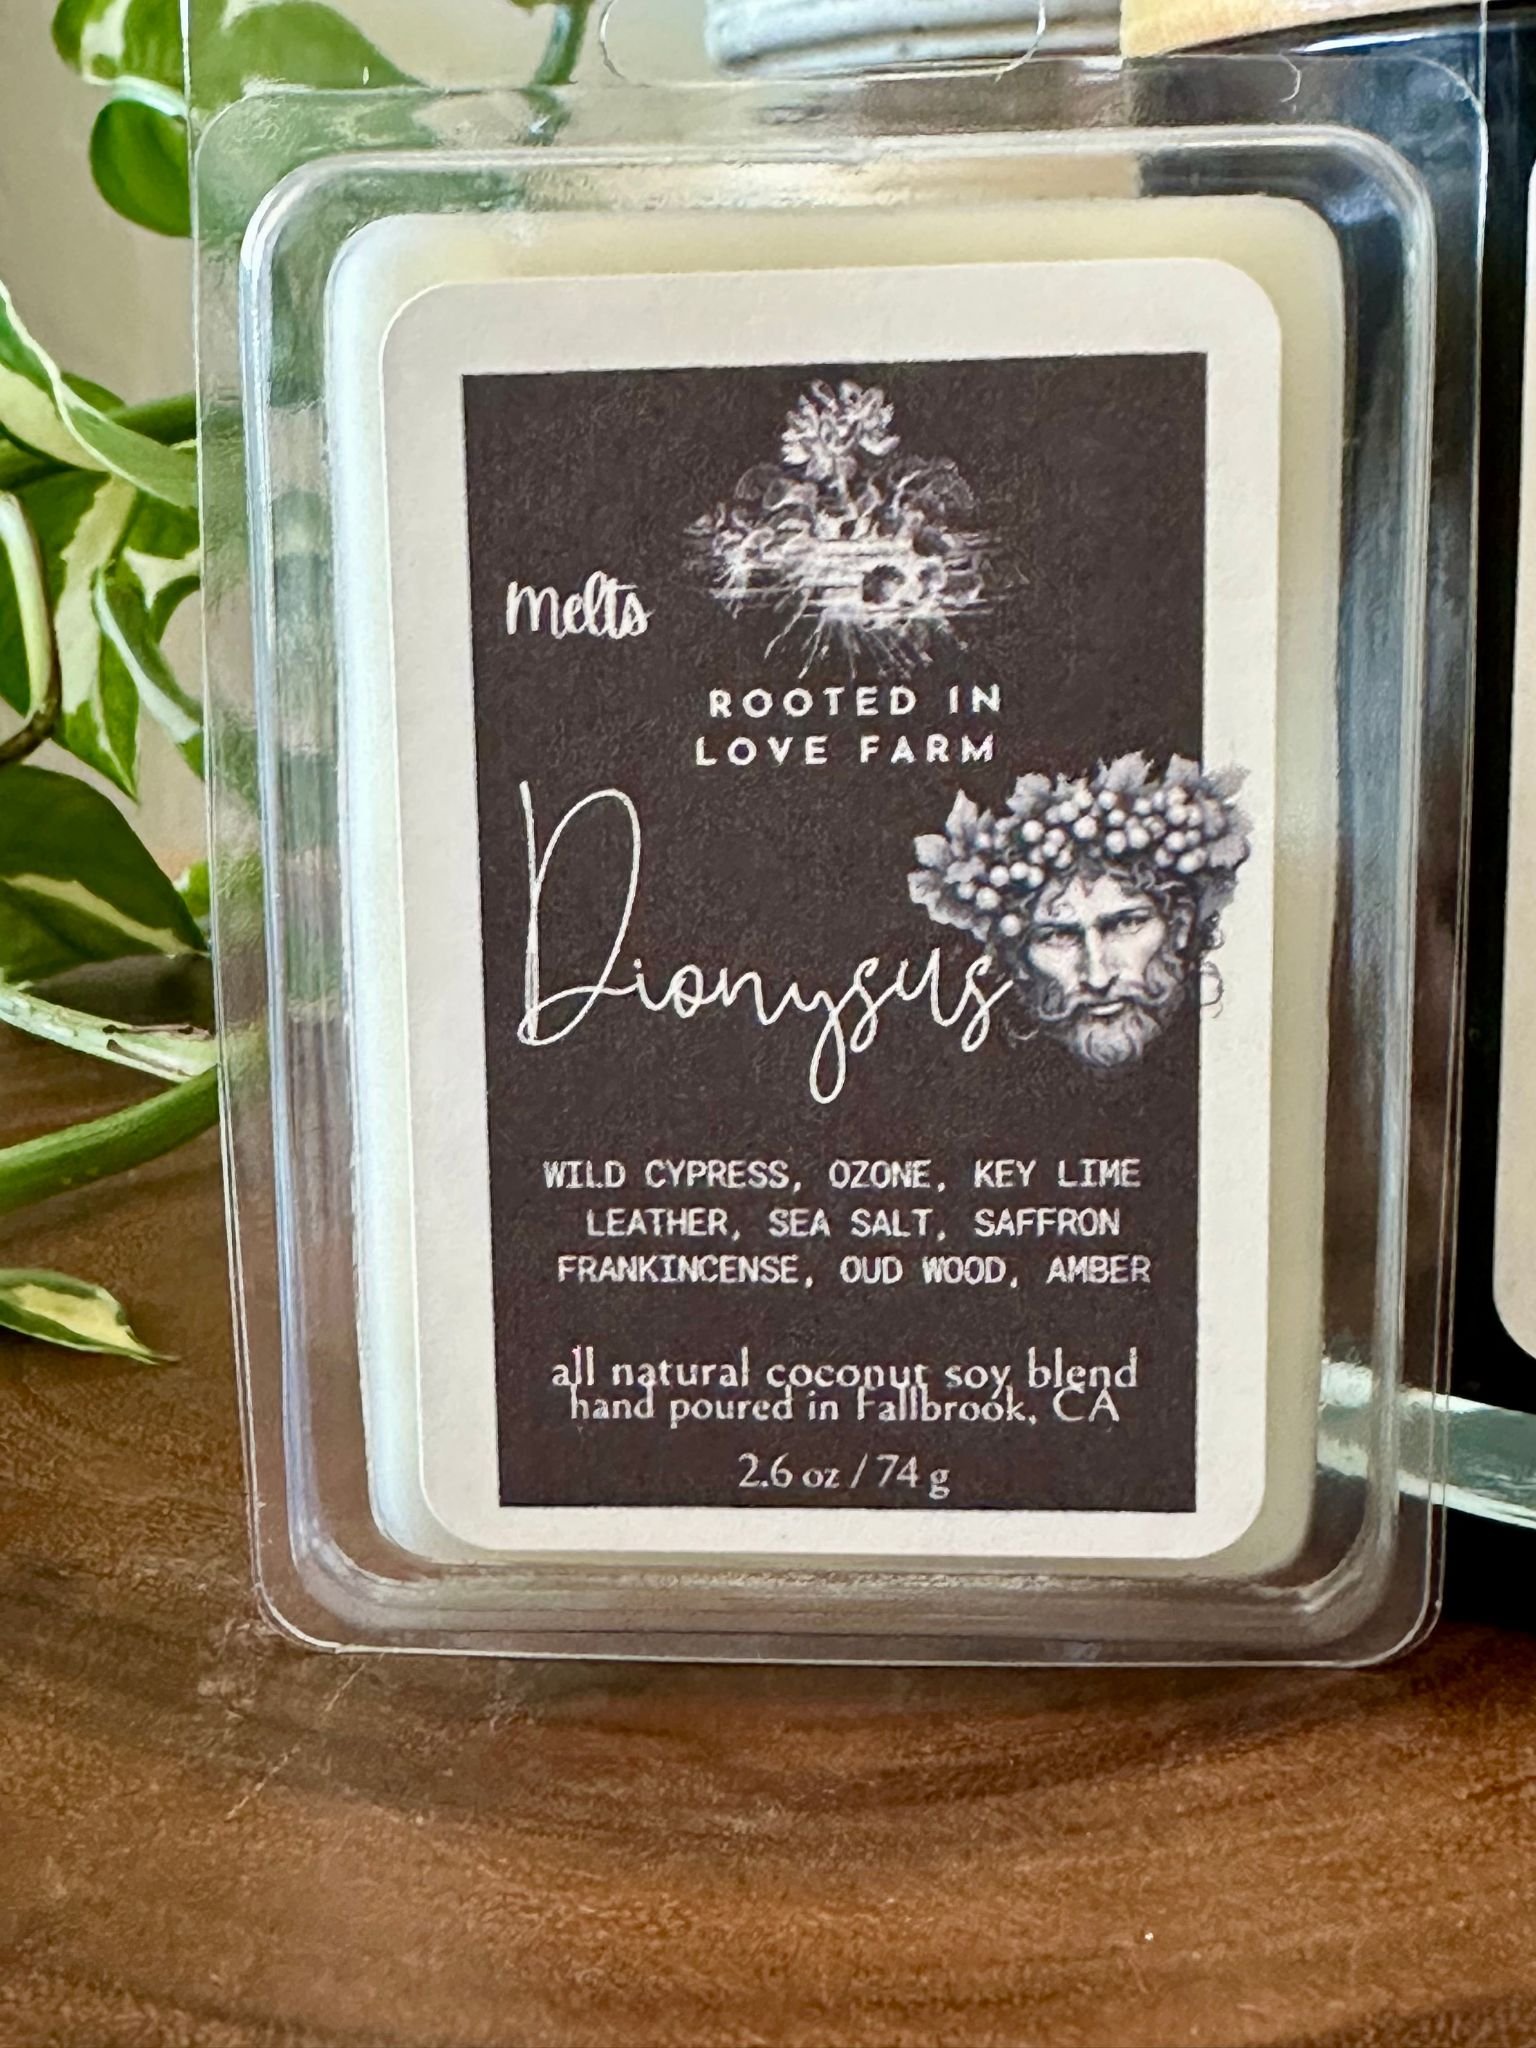 Melts
ROOTED IN
LOVE FARM
Dionysus
WILD CYPRESS, OZONE, KEY LIME
LEATHER, SEA SALT, SAFFRON
FRANKINCENSE, OUD WOOD, AMBER
all natural coconut soy blend
hand poured in Fallbrook, CA
2.6 oz / 74 g